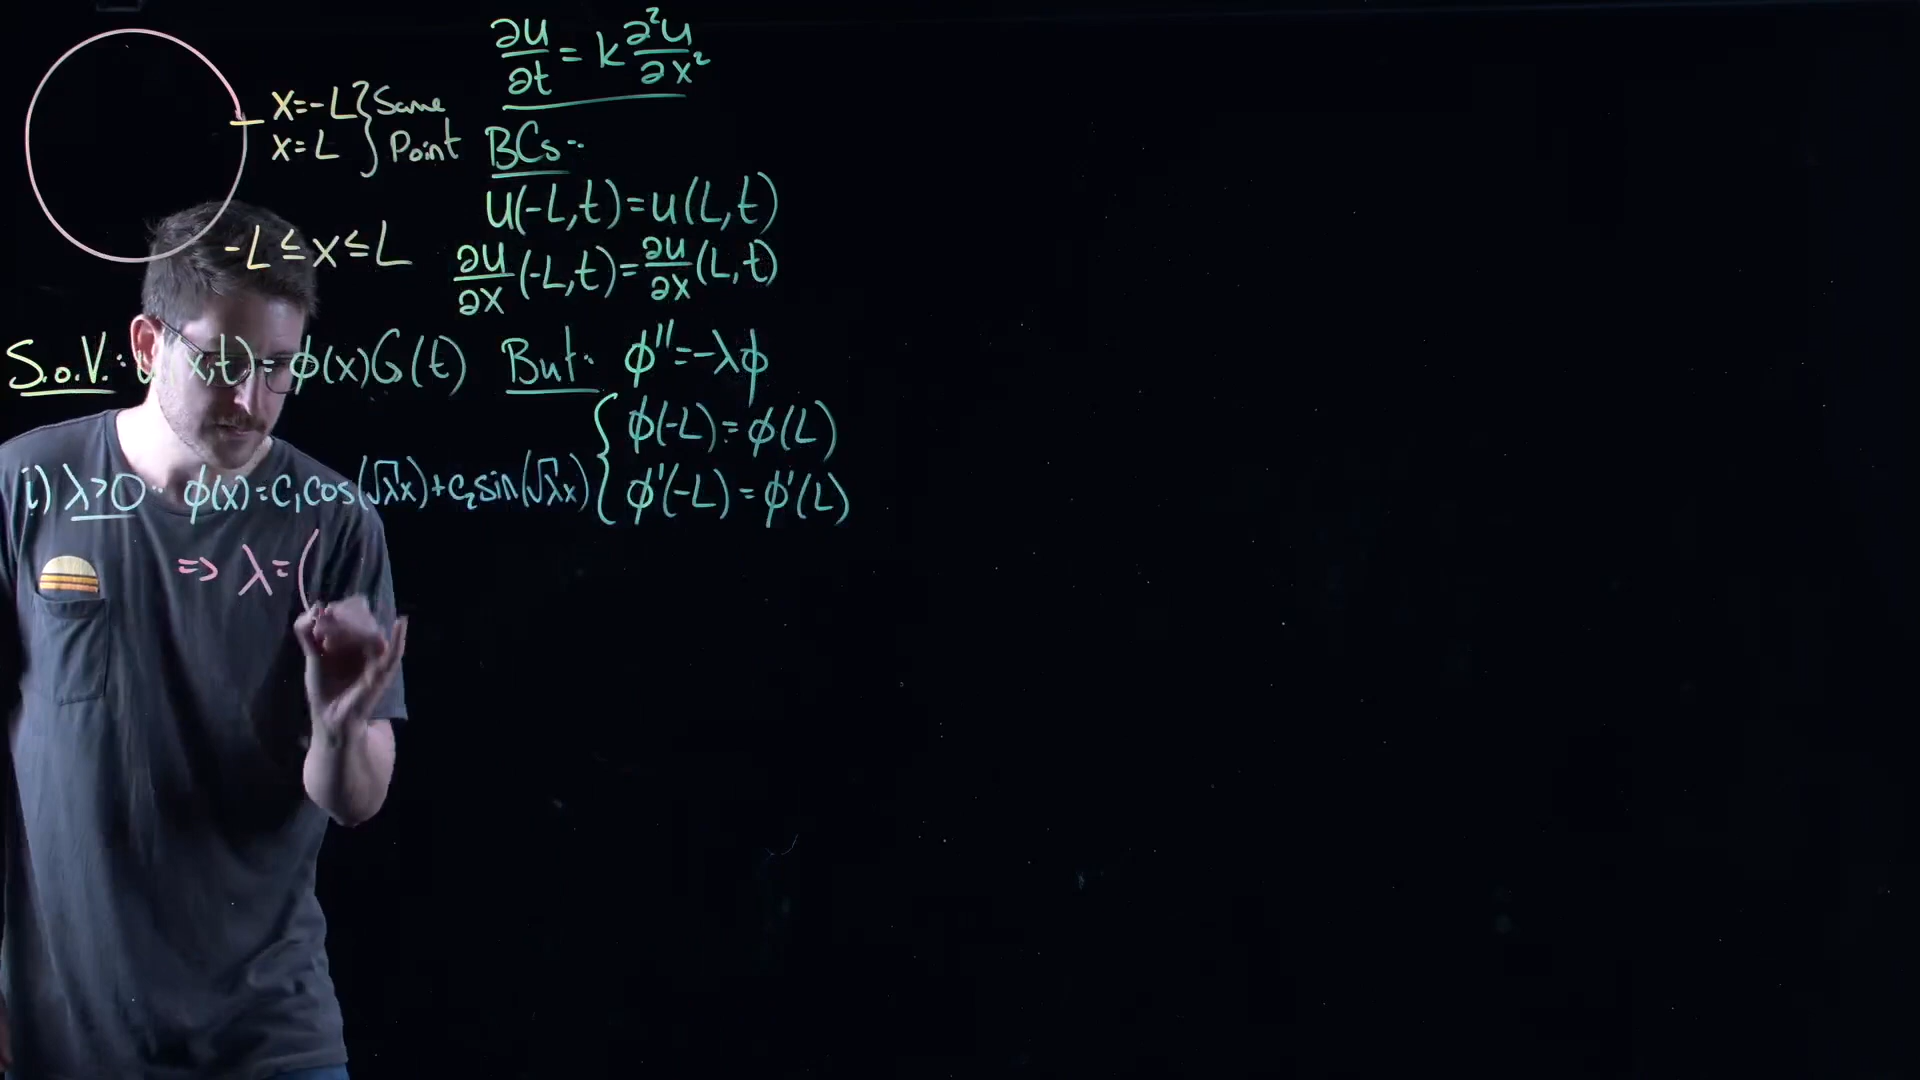 ∂u/∂t = k ∂²u/∂x²
x=-L } Same
x=L } Point
BCs:
u(-L,t)=u(L,t)
-L ≤ x ≤ L
∂u/∂x (-L,t) = ∂u/∂x (L,t)
S.o.V.: u(x,t)=ϕ(x)G(t) But: ϕ''=-λϕ
{ ϕ(-L)=ϕ(L)
ϕ'(-L)=ϕ'(L)
i) λ>0: ϕ(x)=c₁cos(√λx)+c₂sin(√λx)
=> λ=(